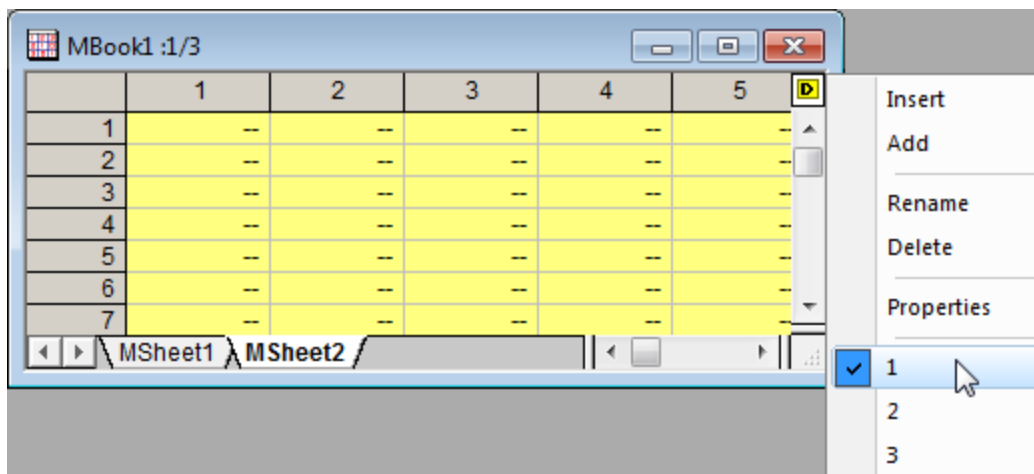 MBook1 :1/3
1 2 3 4 5 D
1 -- -- -- -- --
2 -- -- -- -- --
3 -- -- -- -- --
4 -- -- -- -- --
5 -- -- -- -- --
6 -- -- -- -- --
7 -- -- -- -- --
MSheet1 MSheet2
Insert
Add
Rename
Delete
Properties
1
2
3